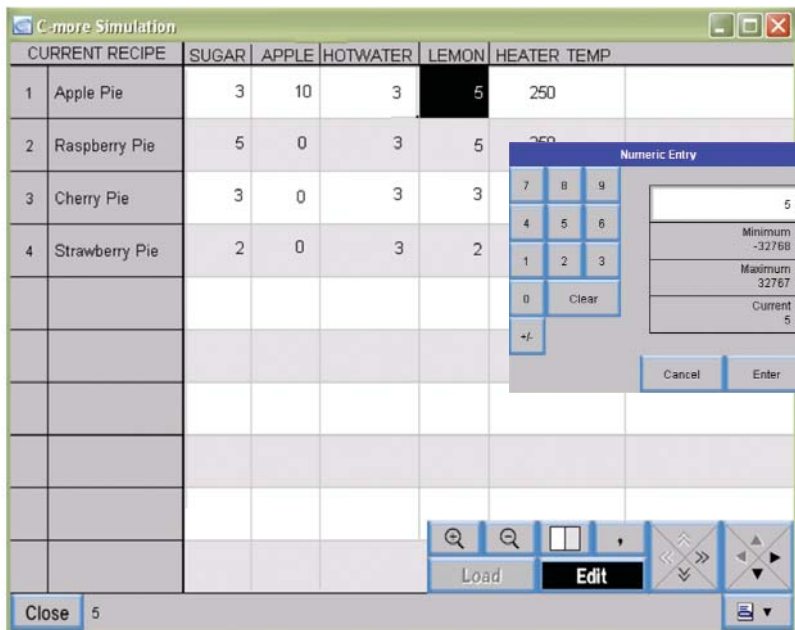 C-more Simulation
CURRENT RECIPE SUGAR APPLE HOTWATER LEMON HEATER TEMP
1 Apple Pie 3 10 3 5 250
2 Raspberry Pie 5 0 3 5
3 Cherry Pie 3 0 3 3
4 Strawberry Pie 2 0 3 2
Numeric Entry
7 8 9
4 5 6
1 2 3
0 Clear
+/-
5
Minimum
-32768
Maximum
32767
Current
5
Cancel Enter
,
Load Edit
Close 5